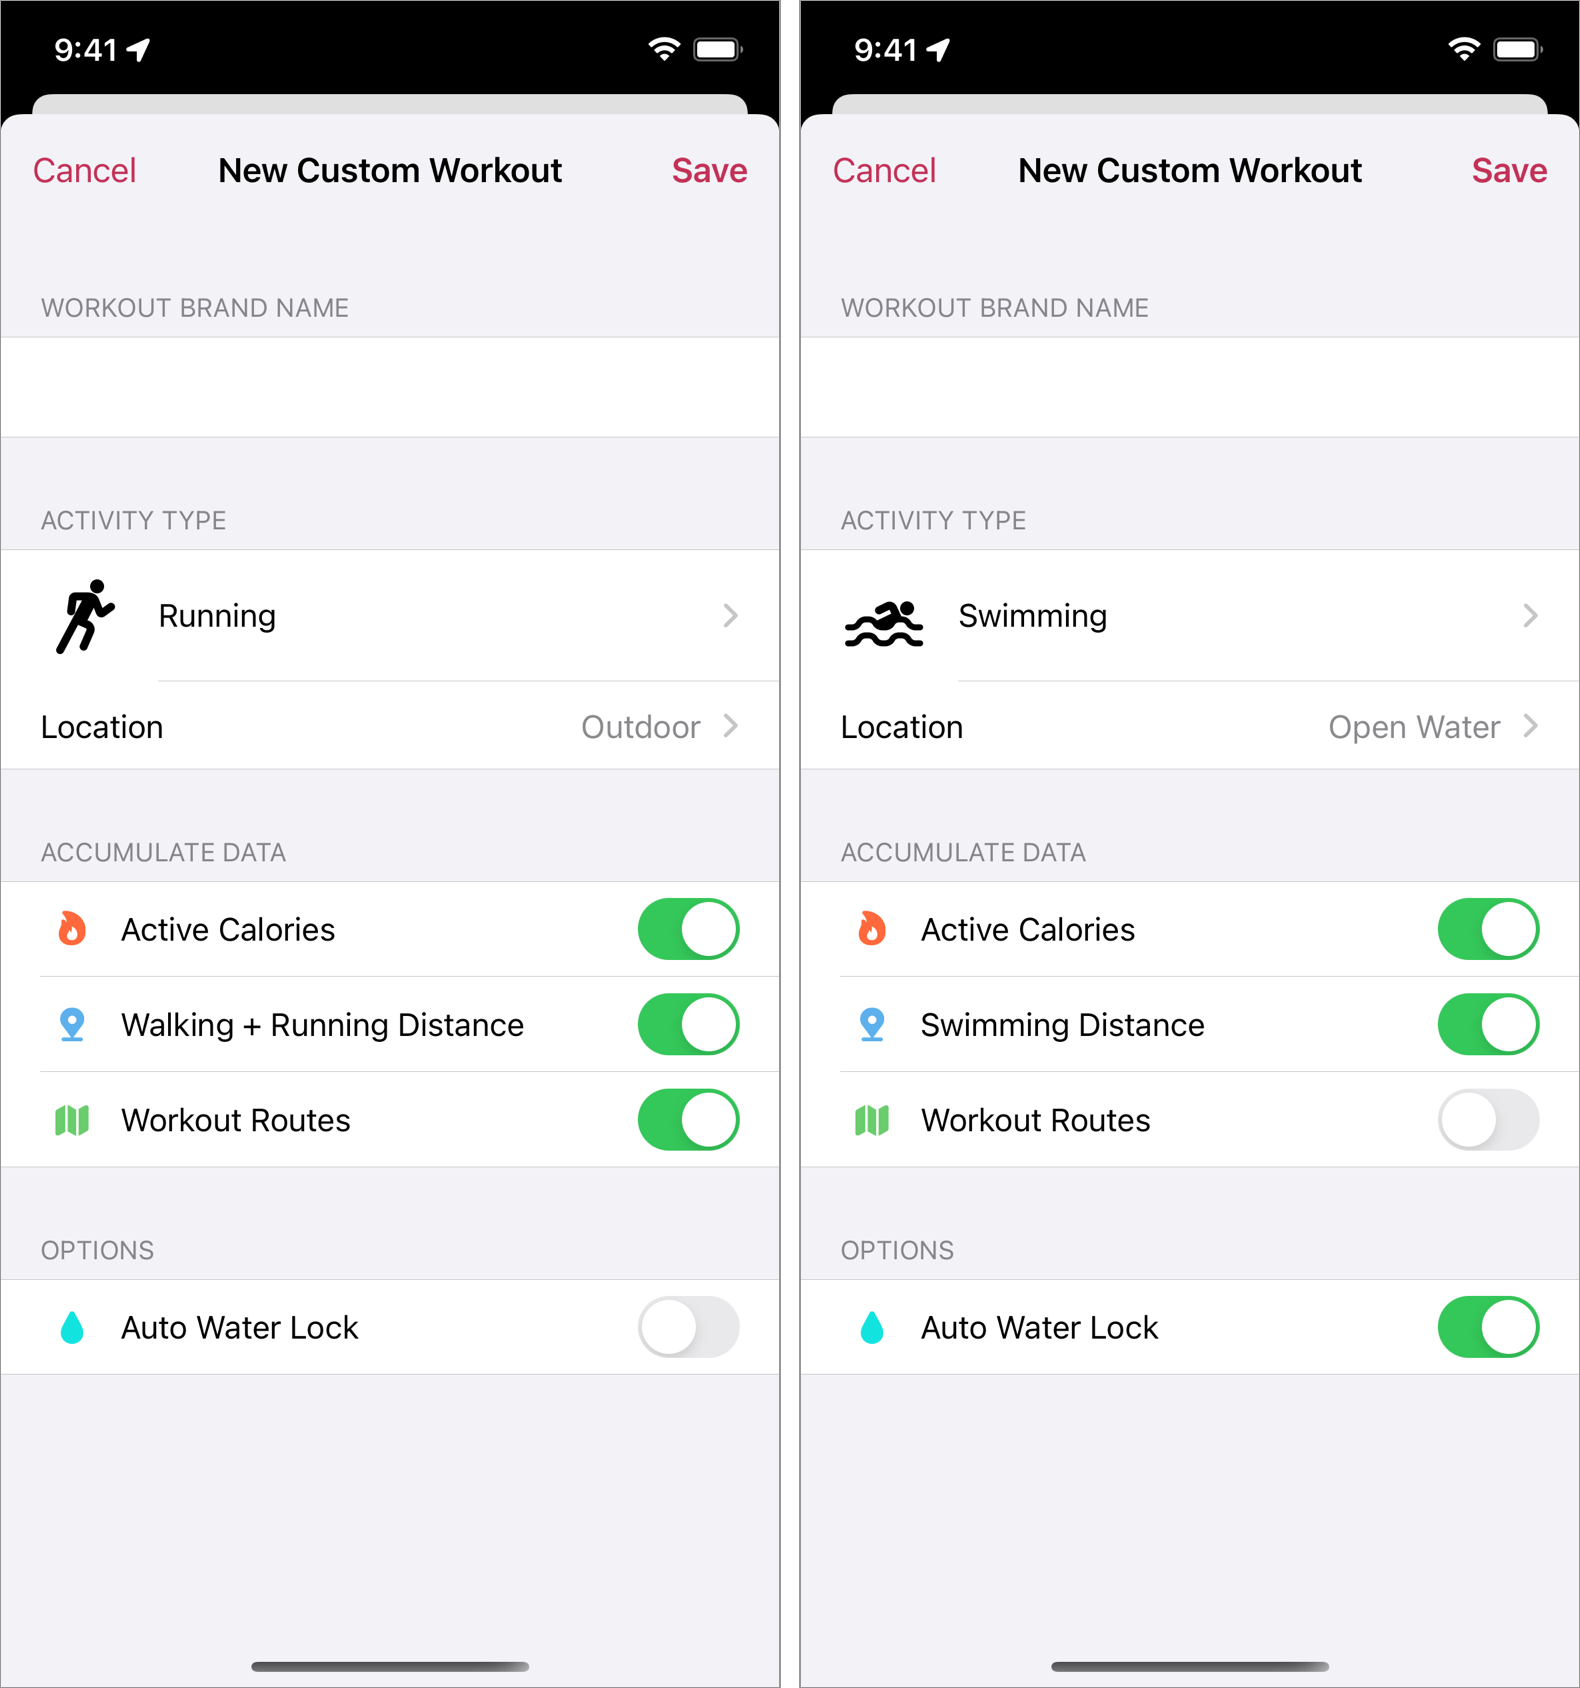 9:41
Cancel New Custom Workout Save
WORKOUT BRAND NAME
ACTIVITY TYPE
Running
Location Outdoor
ACCUMULATE DATA
Active Calories
Walking + Running Distance
Workout Routes
OPTIONS
Auto Water Lock
9:41
Cancel New Custom Workout Save
WORKOUT BRAND NAME
ACTIVITY TYPE
Swimming
Location Open Water
ACCUMULATE DATA
Active Calories
Swimming Distance
Workout Routes
OPTIONS
Auto Water Lock